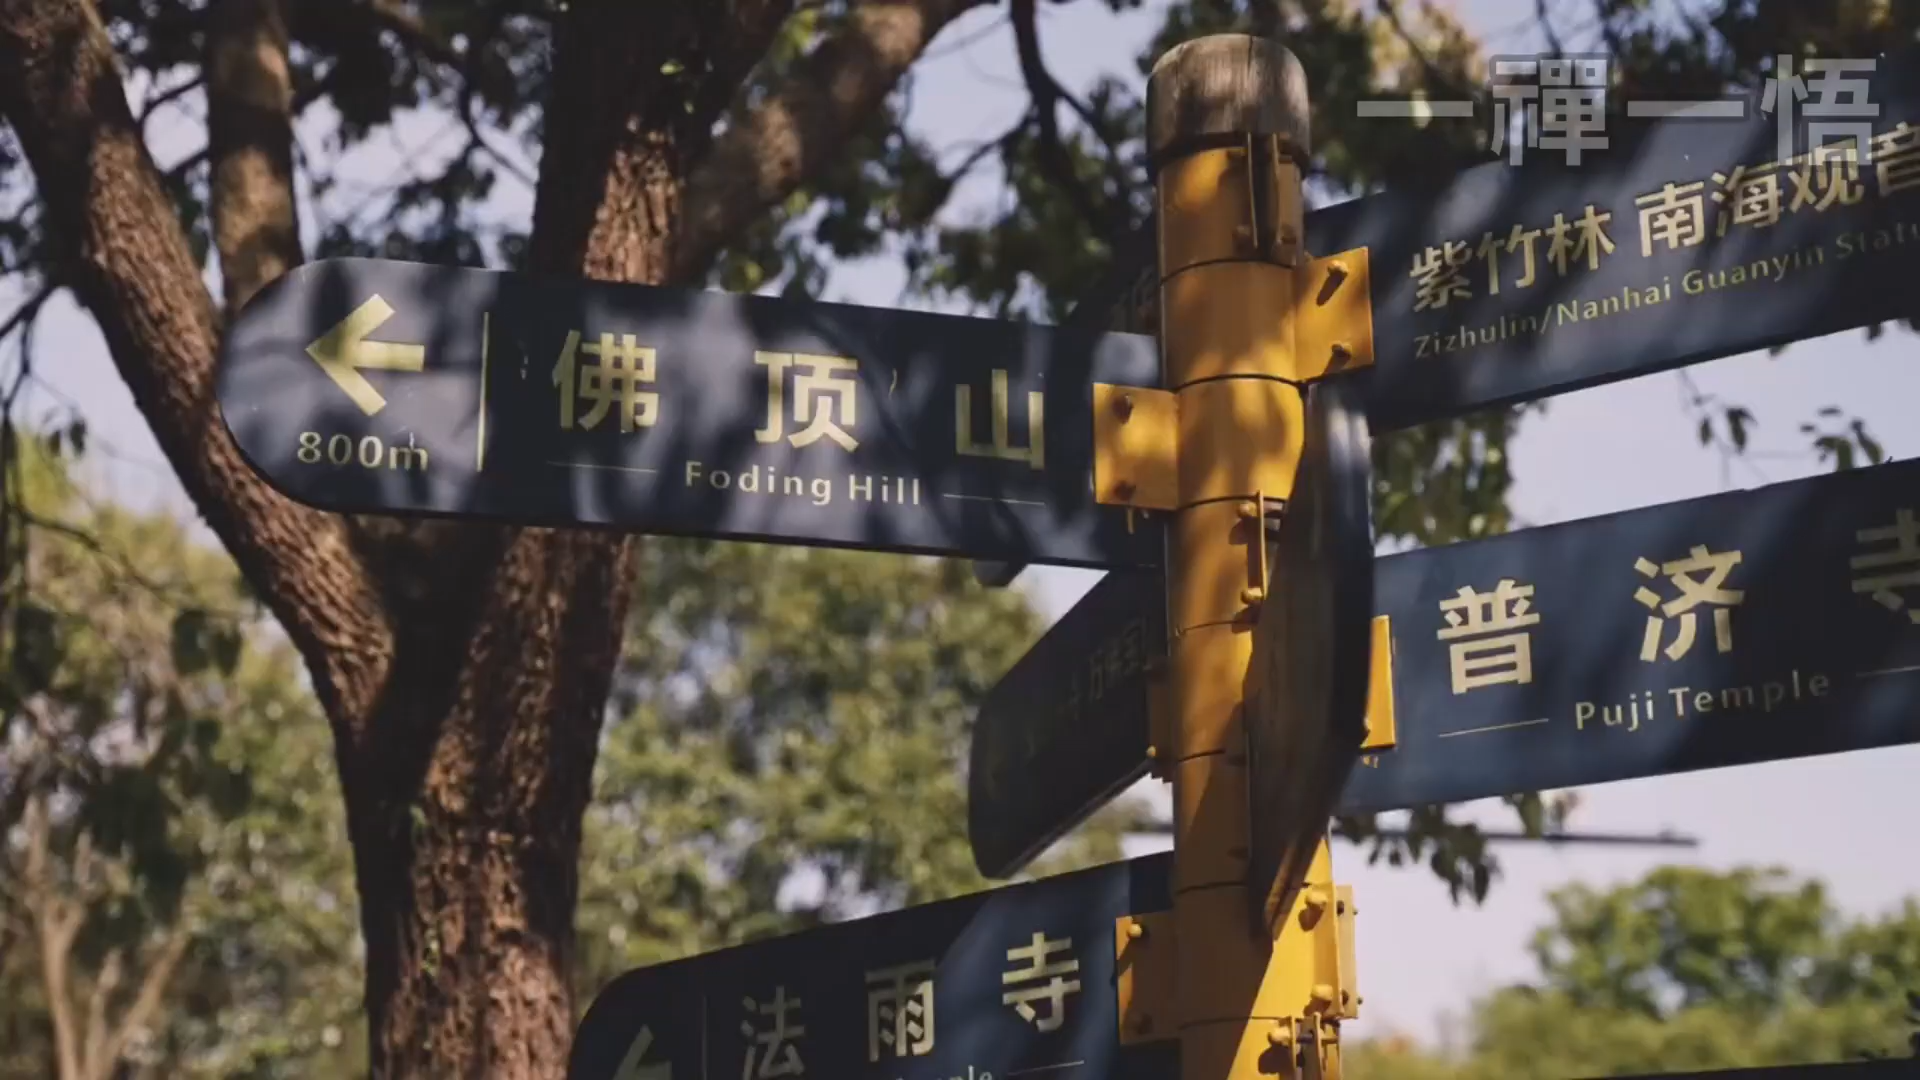 一禪一悟
紫竹林 南海观音
Zizhulin/Nanhai Guanyin
佛顶山
800m
Foding Hill
普济寺
Puji Temple
法雨寺